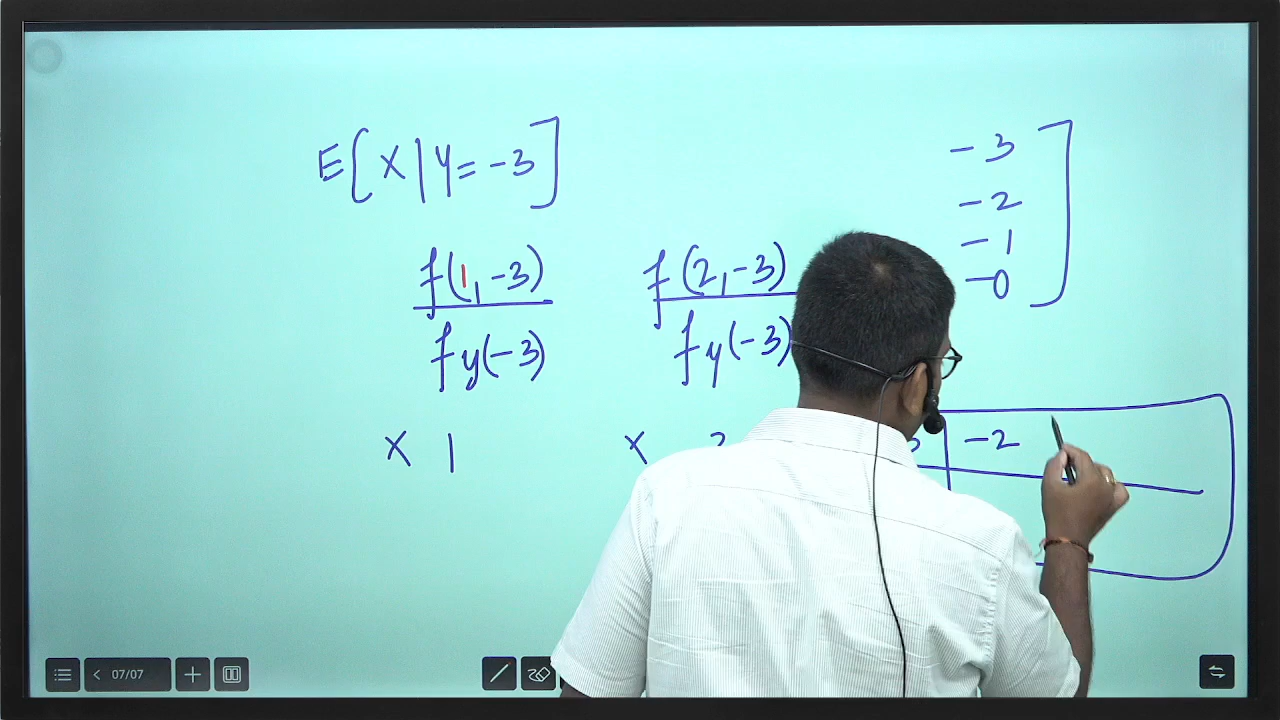 E[X|Y=-3]
-3
-2
-1
-0
f(1,-3) f(2,-3)
fy(-3) fy(-3)
X 1 X
-2
07/07